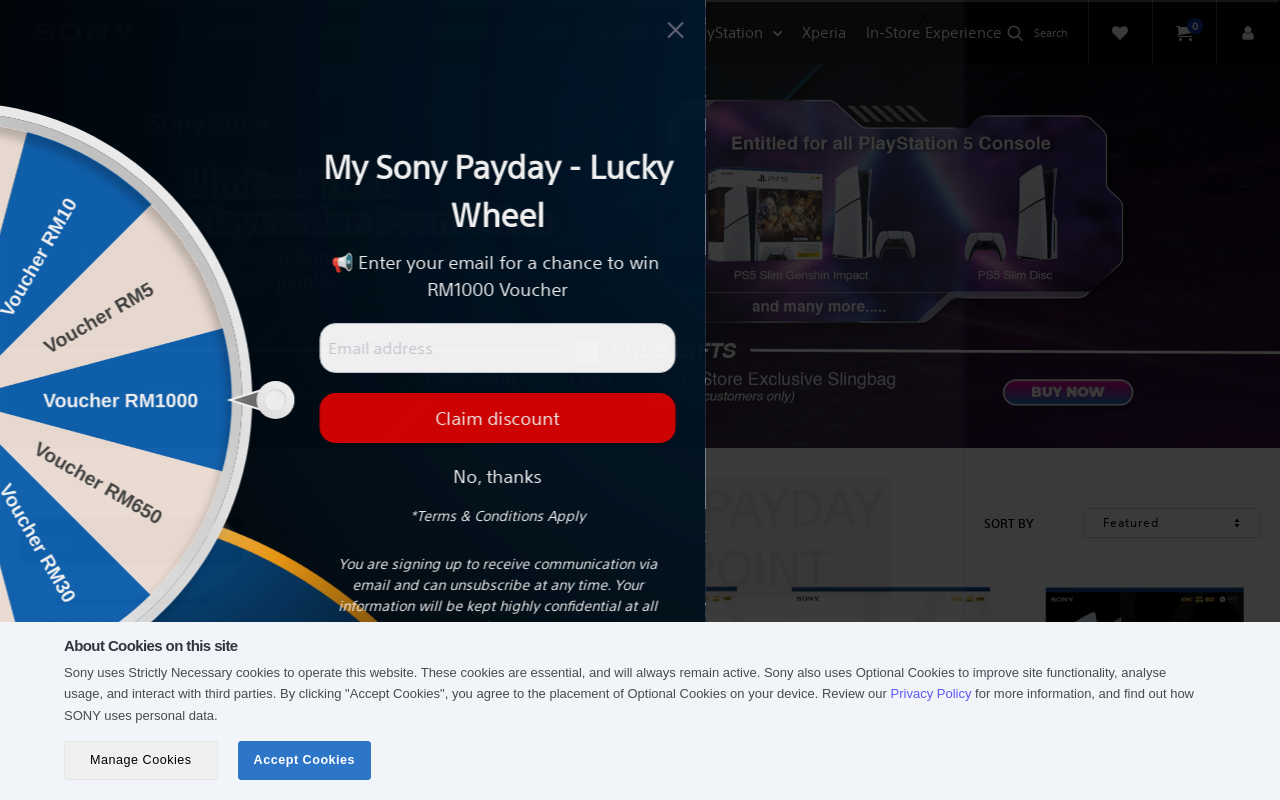 SONY
yStation
Xperia
In-Store Experience
Search
0
Sony Store
Entitled for all PlayStation 5 Console
PS5 Slim Genshin Impact
PS5 Slim Disc
and many more.....
FREE GIFTS
Store Exclusive Slingbag
customers only)
BUY NOW
My Sony Payday - Lucky
Wheel
📢 Enter your email for a chance to win
RM1000 Voucher
Email address
Claim discount
No, thanks
*Terms & Conditions Apply
You are signing up to receive communication via
email and can unsubscribe at any time. Your
information will be kept highly confidential at all
Voucher RM10
Voucher RM5
Voucher RM1000
Voucher RM650
Voucher RM30
PAYDAY
POINT
SORT BY
Featured
SONY
SONY
About Cookies on this site
Sony uses Strictly Necessary cookies to operate this website. These cookies are essential, and will always remain active. Sony also uses Optional Cookies to improve site functionality, analyse
usage, and interact with third parties. By clicking "Accept Cookies", you agree to the placement of Optional Cookies on your device. Review our Privacy Policy for more information, and find out how
SONY uses personal data.
Manage Cookies
Accept Cookies